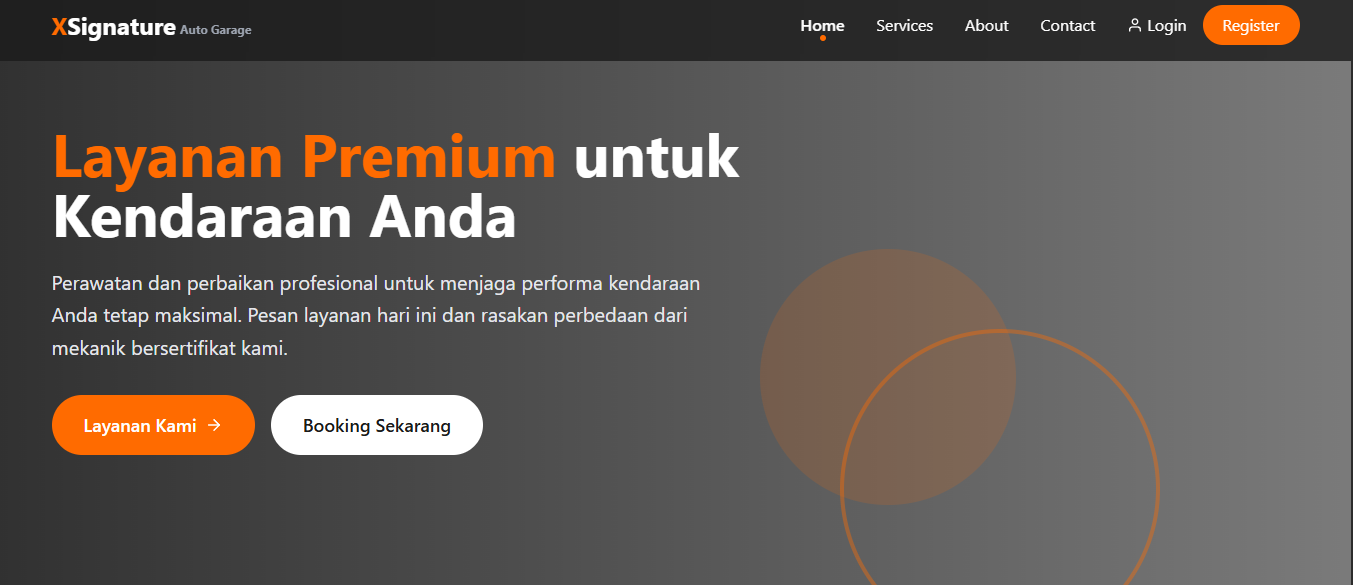 XSignature Auto Garage
Home Services About Contact Login Register
Layanan Premium untuk
Kendaraan Anda
Perawatan dan perbaikan profesional untuk menjaga performa kendaraan
Anda tetap maksimal. Pesan layanan hari ini dan rasakan perbedaan dari
mekanik bersertifikat kami.
Layanan Kami →
Booking Sekarang